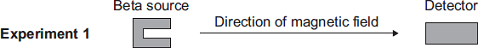 Beta source
Direction of magnetic field
Detector
Experiment 1